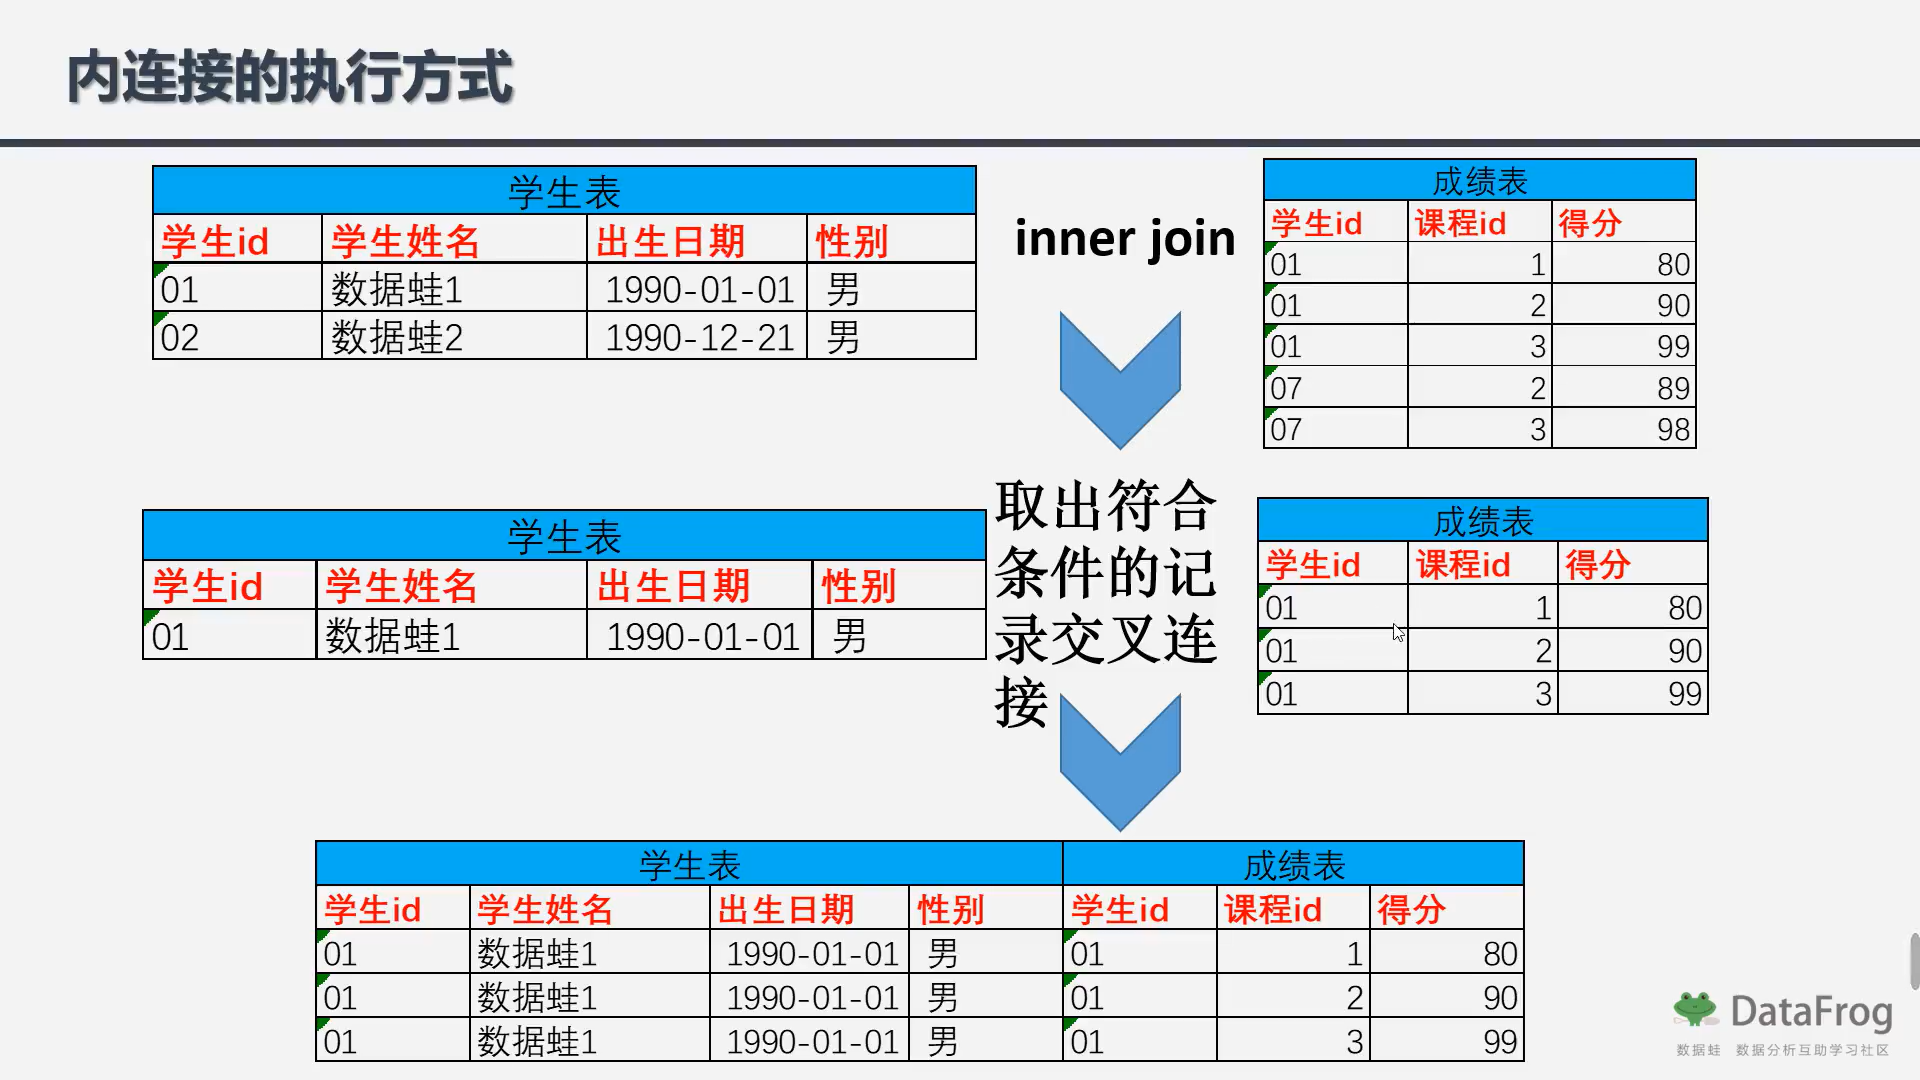 内连接的执行方式
学生表
学生id 学生姓名 出生日期 性别
01 数据蛙1 1990-01-01 男
02 数据蛙2 1990-12-21 男
inner join
成绩表
学生id 课程id 得分
01 1 80
01 2 90
01 3 99
07 2 89
07 3 98
学生表
学生id 学生姓名 出生日期 性别
01 数据蛙1 1990-01-01 男
取出符合
条件的记
录交叉连
接
成绩表
学生id 课程id 得分
01 1 80
01 2 90
01 3 99
学生表 成绩表
学生id 学生姓名 出生日期 性别 学生id 课程id 得分
01 数据蛙1 1990-01-01 男 01 1 80
01 数据蛙1 1990-01-01 男 01 2 90
01 数据蛙1 1990-01-01 男 01 3 99
DataFrog
数据蛙 数据分析互助学习社区